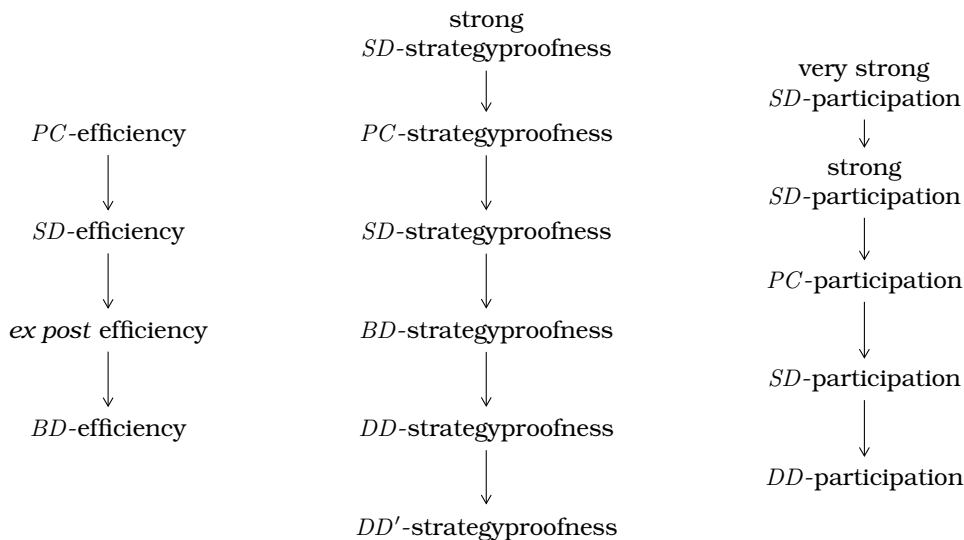 PC-efficiency
SD-efficiency
ex post efficiency
BD-efficiency
strong
SD-strategyproofness
PC-strategyproofness
SD-strategyproofness
BD-strategyproofness
DD-strategyproofness
DD′-strategyproofness
very strong
SD-participation
strong
SD-participation
PC-participation
SD-participation
DD-participation